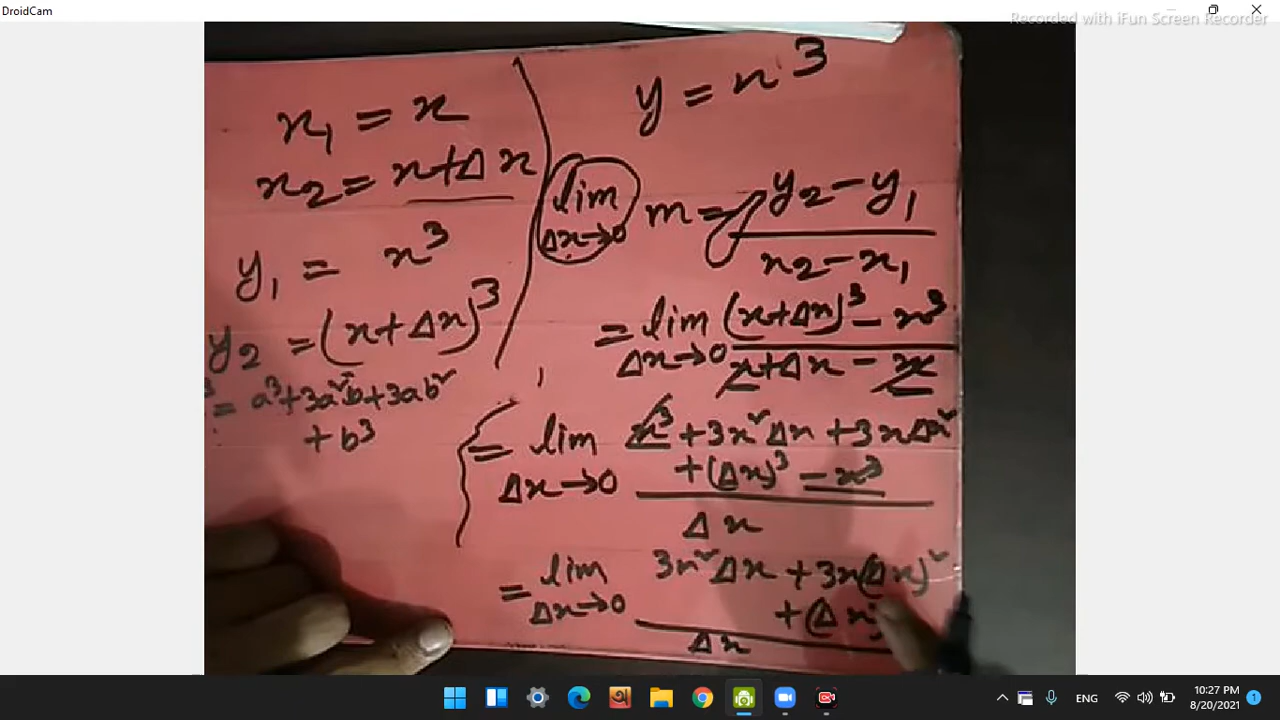 DroidCam
Recorded with iFun Screen Recorder
x₁ = x
x₂ = x+Δx
y₁ = x³
y₂ = (x+Δx)³
= a³+3a²b+3ab²
+ b³
y = x³
lim Δx→0 m = y₂-y₁ / x₂-x₁
= lim Δx→0 (x+Δx)³ - x³ / x+Δx - x
= lim Δx→0 x³ + 3x²Δx + 3xΔx²
+(Δx)³ - x³
Δx
= lim Δx→0 3x²Δx + 3x(Δx)²
+(Δx
Δx
ENG
10:27 PM
8/20/2021
1